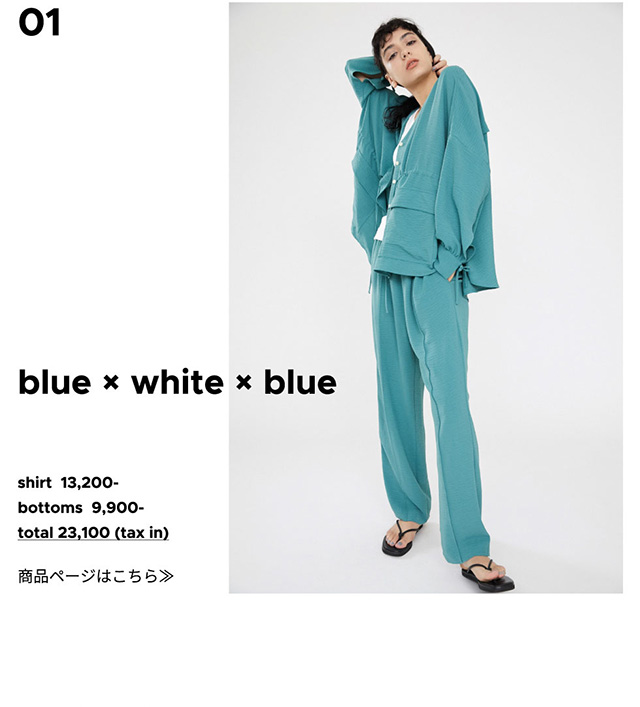 01
blue × white × blue
shirt 13,200-
bottoms 9,900-
total 23,100 (tax in)
商品ページはこちら≫